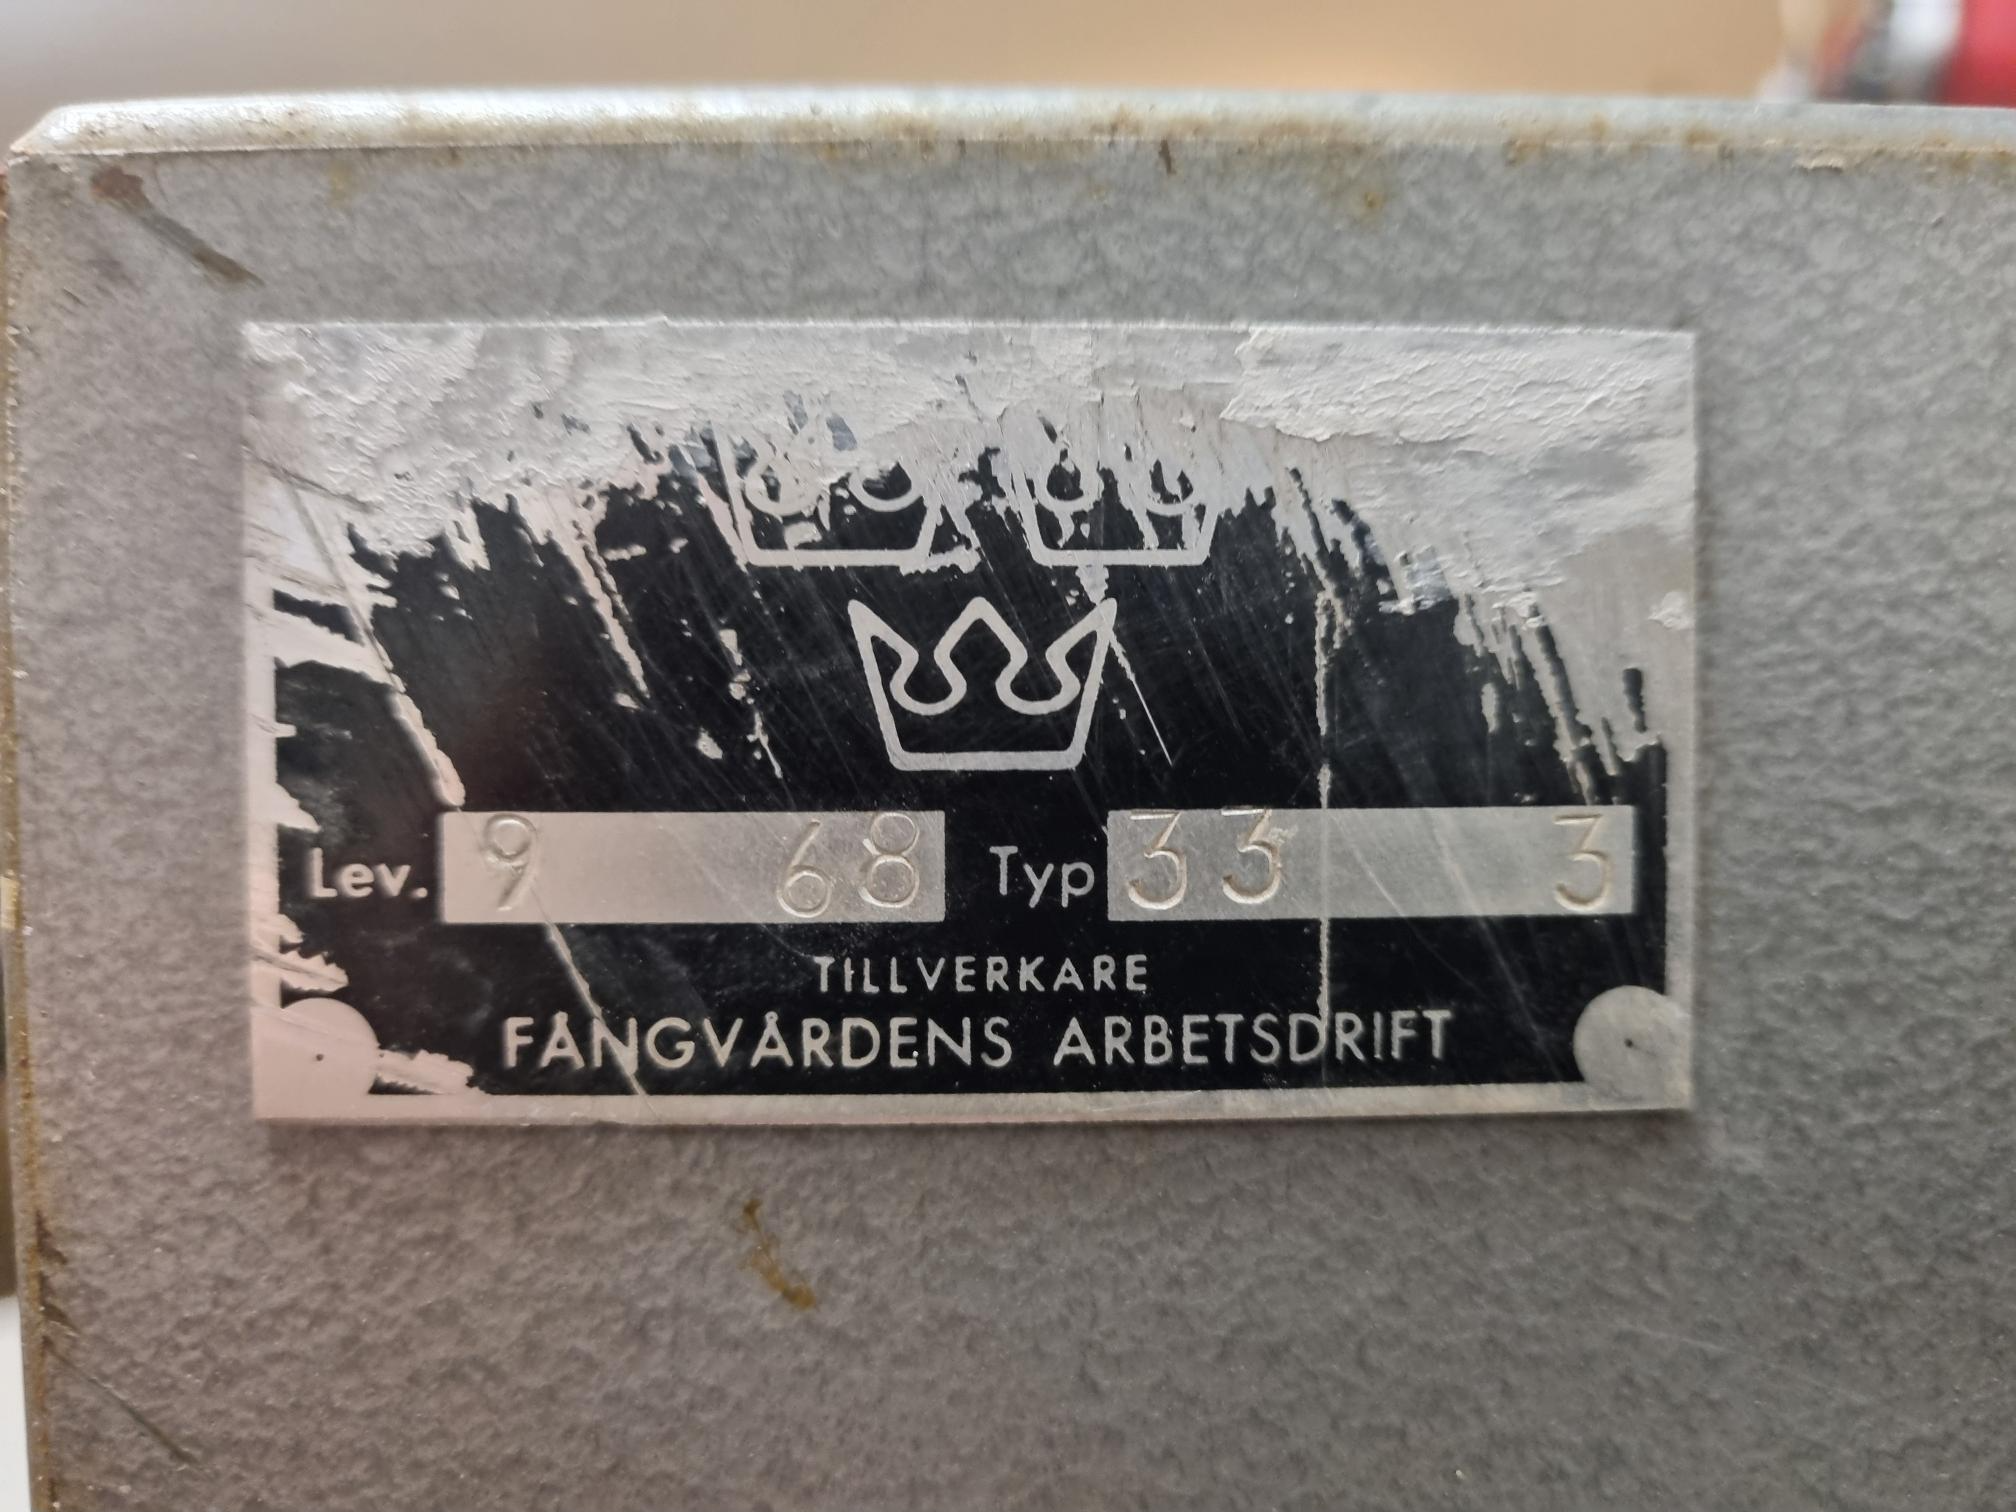 Lev. 9 68 Typ 33 3
TILLVERKARE
FÅNGVÅRDENS ARBETSDRIFT